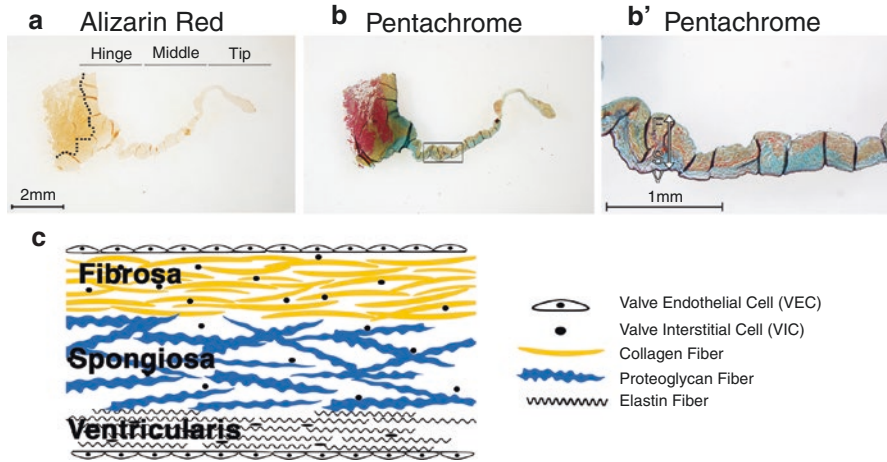 a Alizarin Red
b Pentachrome
b' Pentachrome
Hinge Middle Tip
2mm
1mm
c
Fibrosa
Spongiosa
Ventricularis
Valve Endothelial Cell (VEC)
Valve Interstitial Cell (VIC)
Collagen Fiber
Proteoglycan Fiber
Elastin Fiber